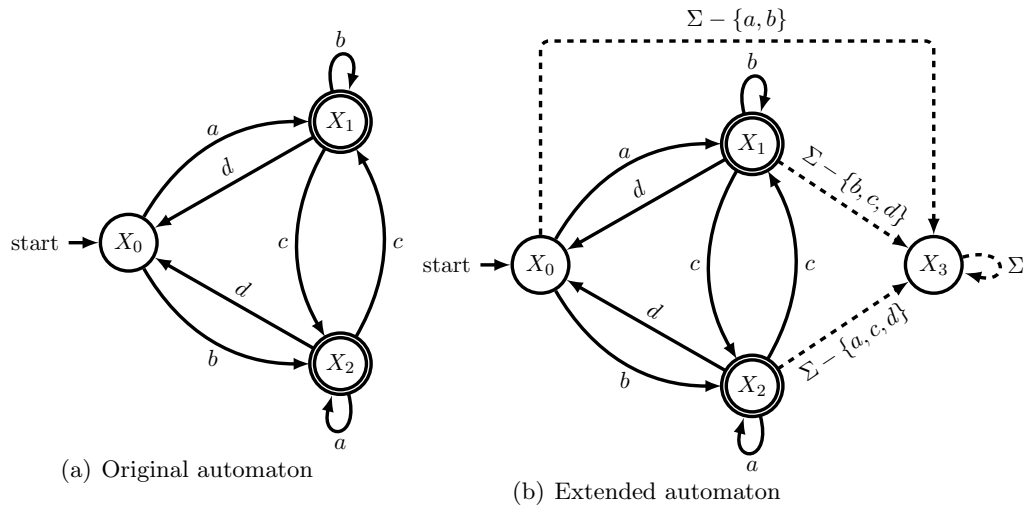 b
X₁
a
d
start
X₀
c
c
d
b
X₂
a
(a) Original automaton
Σ − {a, b}
b
X₁
a
d
Σ − {b, c, d}
start
X₀
c
c
X₃
Σ
d
b
Σ − {a, c, d}
X₂
a
(b) Extended automaton